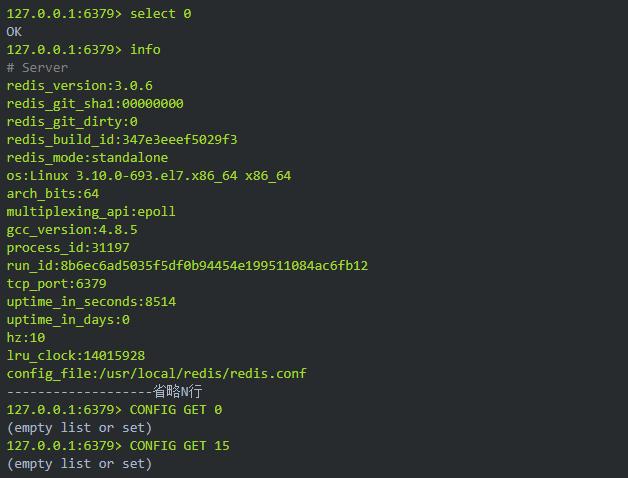 127.0.0.1:6379> select 0
OK
127.0.0.1:6379> info
# Server
redis_version:3.0.6
redis_git_sha1:00000000
redis_git_dirty:0
redis_build_id:347e3eeef5029f3
redis_mode:standalone
os:Linux 3.10.0-693.el7.x86_64 x86_64
arch_bits:64
multiplexing_api:epoll
gcc_version:4.8.5
process_id:31197
run_id:8b6ec6ad5035f5df0b94454e199511084ac6fb12
tcp_port:6379
uptime_in_seconds:8514
uptime_in_days:0
hz:10
lru_clock:14015928
config_file:/usr/local/redis/redis.conf
-------------------省略N行
127.0.0.1:6379> CONFIG GET 0
(empty list or set)
127.0.0.1:6379> CONFIG GET 15
(empty list or set)